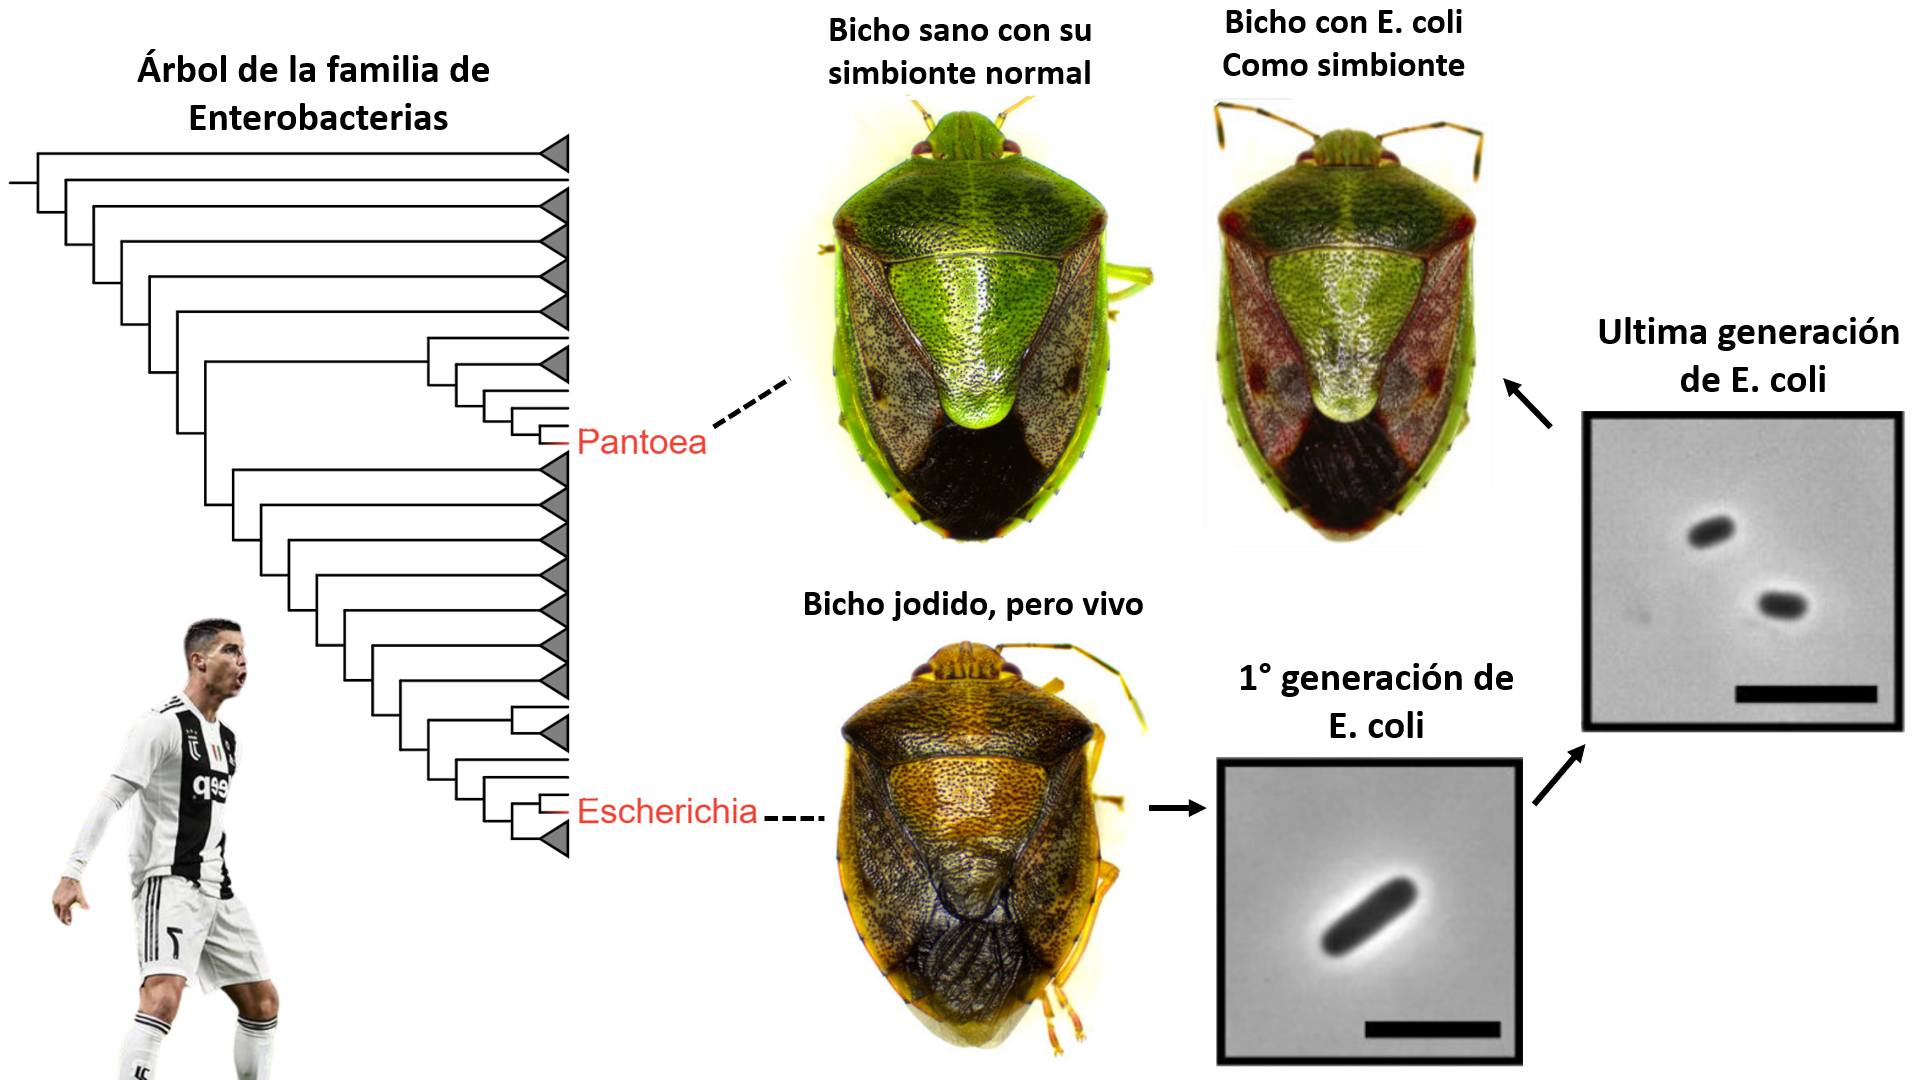 Árbol de la familia de
Enterobacterias
Bicho sano con su
simbionte normal
Bicho con E. coli
Como simbionte
Pantoea
Ultima generación
de E. coli
Bicho jodido, pero vivo
1° generación de
E. coli
Escherichia
7